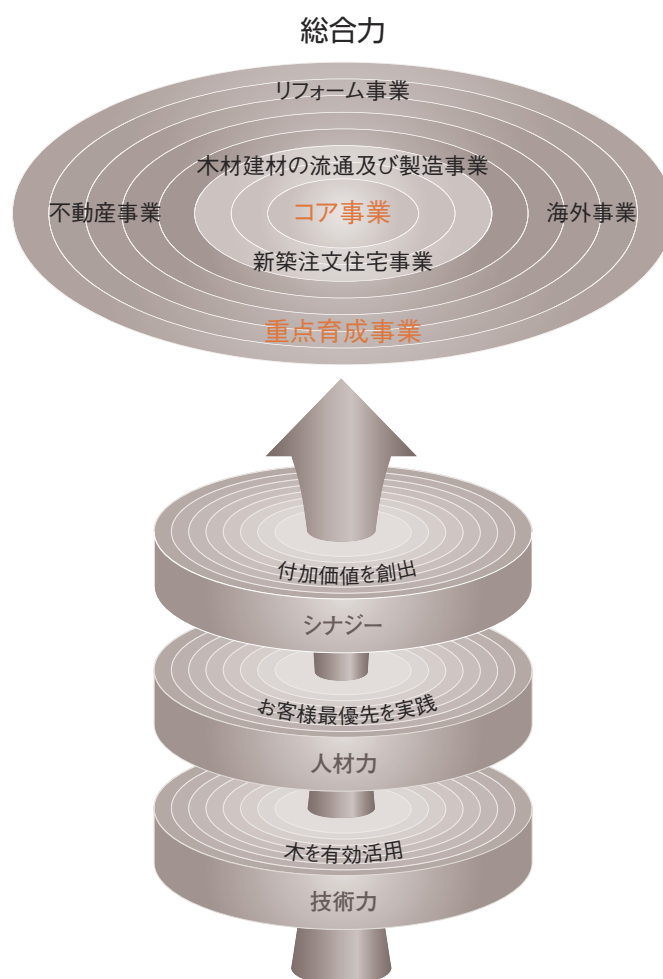 総合力
リフォーム事業
木材建材の流通及び製造事業
不動産事業
コア事業
海外事業
新築注文住宅事業
重点育成事業
付加価値を創出
シナジー
お客様最優先を実践
人材力
木を有効活用
技術力